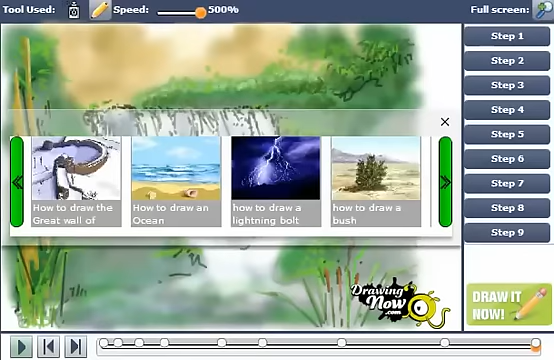 Tool Used:
Speed:
500%
Full screen:
Step 1
Step 2
Step 3
Step 4
Step 5
Step 6
Step 7
Step 8
Step 9
How to draw the
Great wall of
How to draw an
Ocean
how to draw a
lightning bolt
how to draw a
bush
Drawing
Now
.com
DRAW IT
NOW!